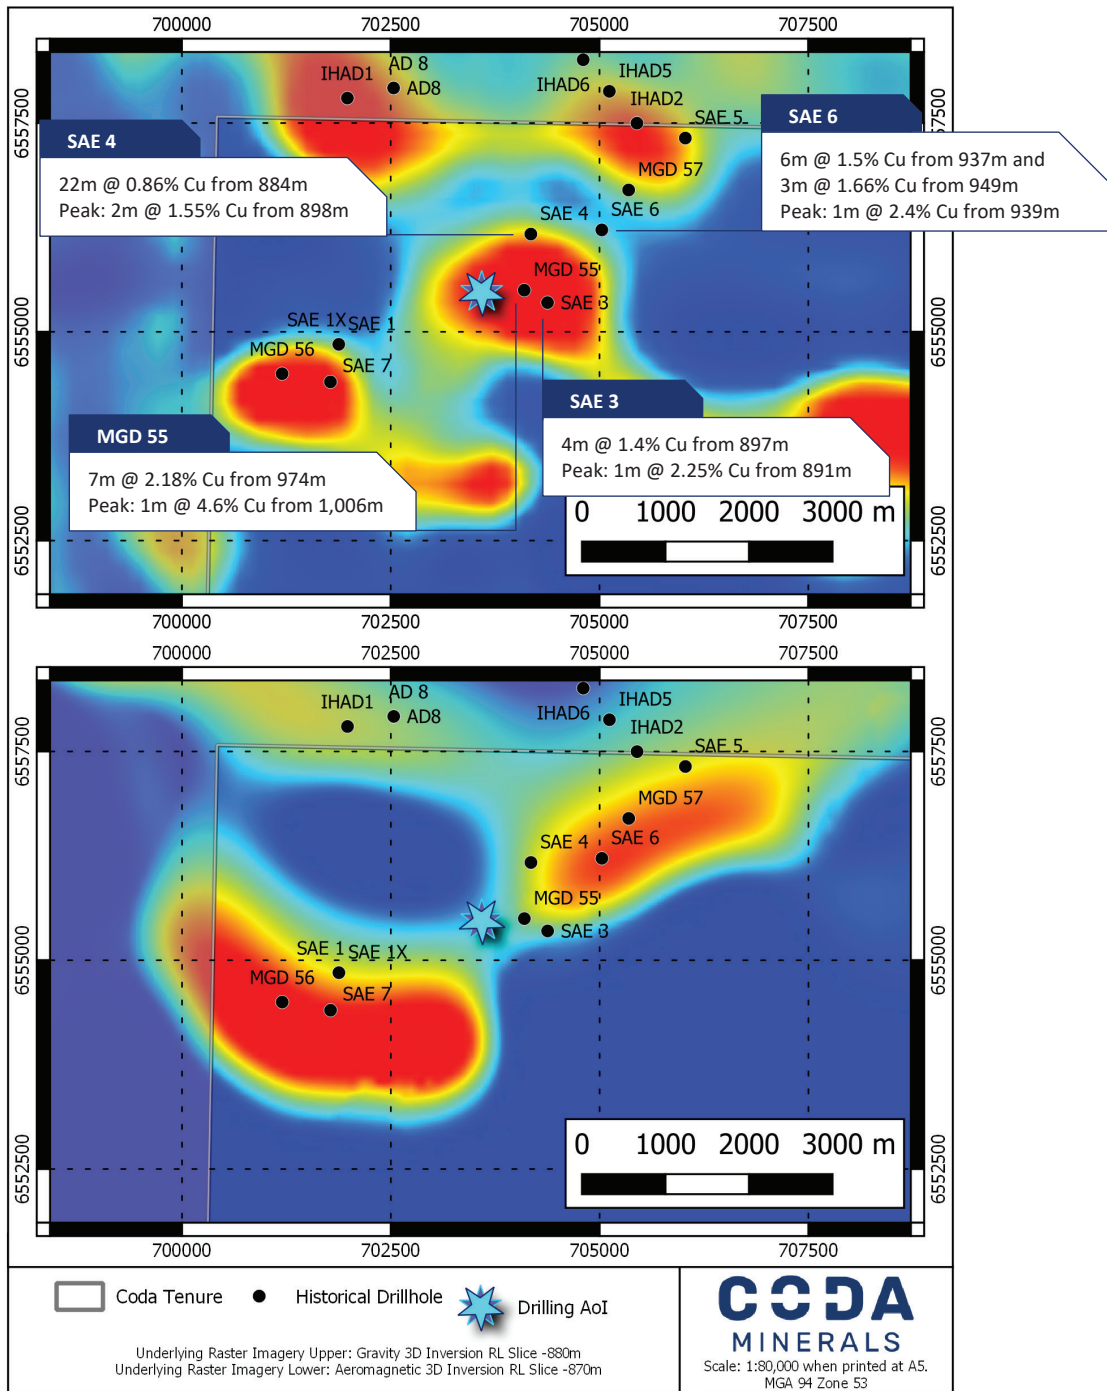 700000 702500 705000 707500
AD 8
IHAD1
AD8
IHAD6
IHAD5
IHAD2
SAE 5
6557500
6557500
SAE 4
22m @ 0.86% Cu from 884m
Peak: 2m @ 1.55% Cu from 898m
SAE 6
6m @ 1.5% Cu from 937m and
3m @ 1.66% Cu from 949m
Peak: 1m @ 2.4% Cu from 939m
MGD 57
SAE 4
SAE 6
MGD 55
SAE 3
6555000
6555000
SAE 1X SAE 1
MGD 56
SAE 7
MGD 55
7m @ 2.18% Cu from 974m
Peak: 1m @ 4.6% Cu from 1,006m
SAE 3
4m @ 1.4% Cu from 897m
Peak: 1m @ 2.25% Cu from 891m
0 1000 2000 3000 m
6552500
6552500
700000 702500 705000 707500
700000 702500 705000 707500
AD 8
IHAD1
AD8
IHAD6
IHAD5
IHAD2
SAE 5
6557500
6557500
MGD 57
SAE 4
SAE 6
MGD 55
SAE 3
SAE 1 SAE 1X
6555000
6555000
MGD 56
SAE 7
0 1000 2000 3000 m
6552500
6552500
700000 702500 705000 707500
Coda Tenure
Historical Drillhole
Drilling AoI
Underlying Raster Imagery Upper: Gravity 3D Inversion RL Slice -880m
Underlying Raster Imagery Lower: Aeromagnetic 3D Inversion RL Slice -870m
CODA
MINERALS
Scale: 1:80,000 when printed at A5.
MGA 94 Zone 53